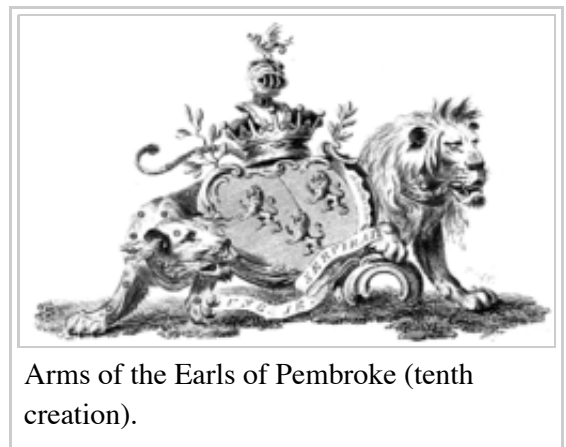 Arms of the Earls of Pembroke (tenth
creation).